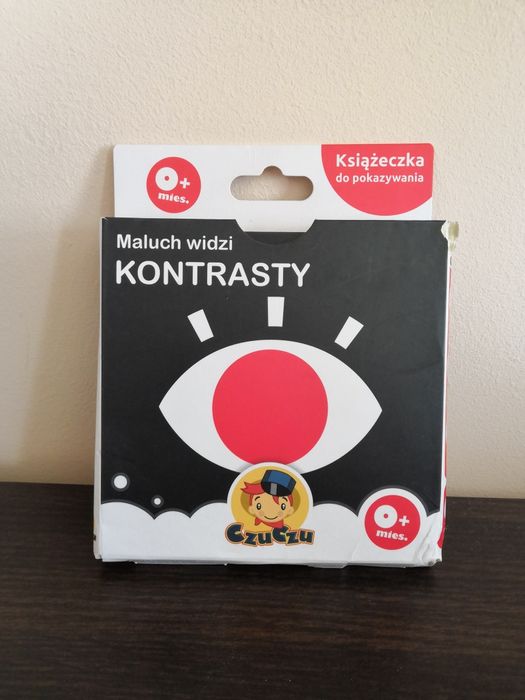 0+
mies.
Książeczka
do pokazywania
Maluch widzi
KONTRASTY
CzuCzu
0+
mies.